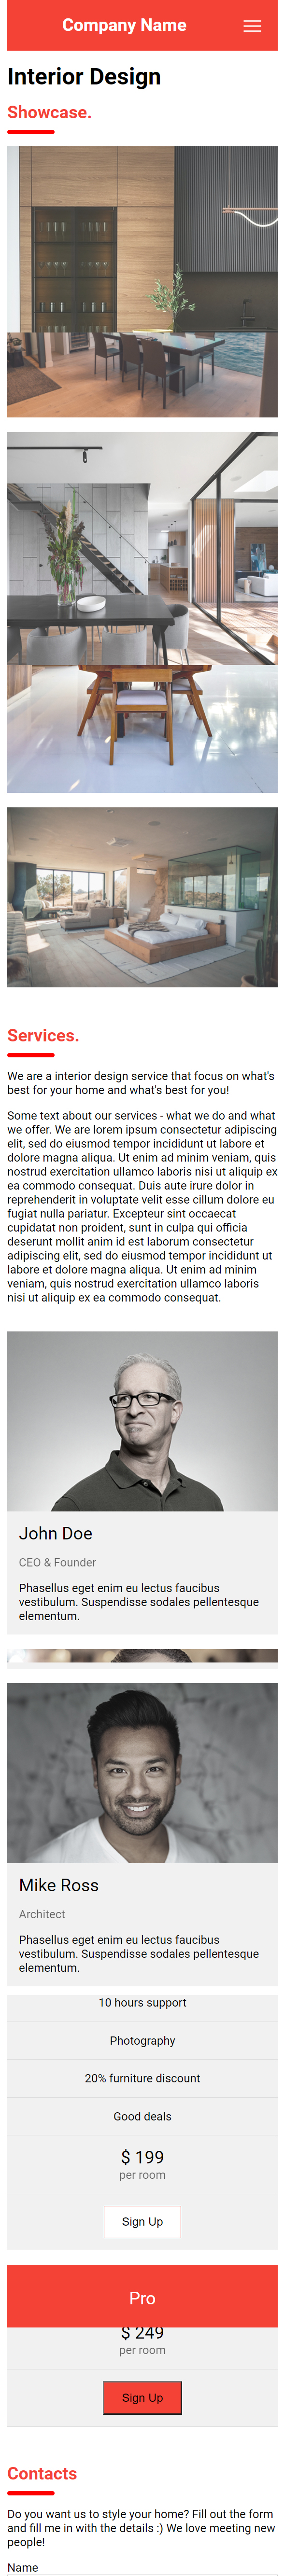 Company Name
Interior Design
Showcase.
Services.
We are a interior design service that focus on what's
best for your home and what's best for you!
Some text about our services - what we do and what
we offer. We are lorem ipsum consectetur adipiscing
elit, sed do eiusmod tempor incididunt ut labore et
dolore magna aliqua. Ut enim ad minim veniam, quis
nostrud exercitation ullamco laboris nisi ut aliquip ex
ea commodo consequat. Duis aute irure dolor in
reprehenderit in voluptate velit esse cillum dolore eu
fugiat nulla pariatur. Excepteur sint occaecat
cupidatat non proident, sunt in culpa qui officia
deserunt mollit anim id est laborum consectetur
adipiscing elit, sed do eiusmod tempor incididunt ut
labore et dolore magna aliqua. Ut enim ad minim
veniam, quis nostrud exercitation ullamco laboris
nisi ut aliquip ex ea commodo consequat.
John Doe
CEO & Founder
Phasellus eget enim eu lectus faucibus
vestibulum. Suspendisse sodales pellentesque
elementum.
Mike Ross
Architect
Phasellus eget enim eu lectus faucibus
vestibulum. Suspendisse sodales pellentesque
elementum.
10 hours support
Photography
20% furniture discount
Good deals
$ 199
per room
Sign Up
Pro
$ 249
per room
Sign Up
Contacts
Do you want us to style your home? Fill out the form
and fill me in with the details :) We love meeting new
people!
Name